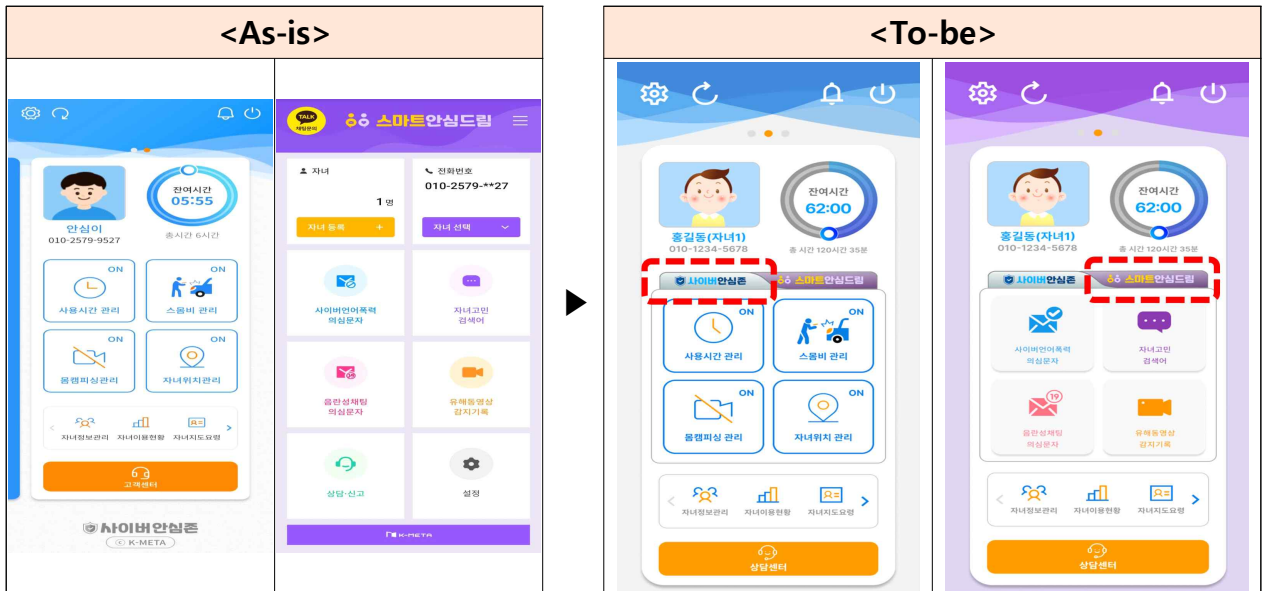 <As-is>
안심이
010-2579-9527
잔여시간
05:55
총시간 6시간
ON
사용시간 관리
ON
스몸비 관리
ON
몸캠피싱관리
ON
자녀위치관리
자녀정보관리
자녀이용현황
자녀지도요령
고객센터
사이버안심존
ⓒ K-META
TALK
채팅문의
스마트안심드림
자녀
1 명
자녀 등록 +
전화번호
010-2579-**27
자녀 선택
사이버언어폭력
의심문자
자녀고민
검색어
음란성채팅
의심문자
유해동영상
감지기록
상담·신고
설정
K-META
▶
<To-be>
홍길동(자녀1)
010-1234-5678
잔여시간
62:00
총 시간 120시간 35분
사이버안심존
스마트안심드림
ON
사용시간 관리
ON
스몸비 관리
ON
몸캠피싱 관리
ON
자녀위치 관리
자녀정보관리
자녀이용현황
자녀지도요령
상담센터
홍길동(자녀1)
010-1234-5678
잔여시간
62:00
총 시간 120시간 35분
사이버안심존
스마트안심드림
사이버언어폭력
의심문자
자녀고민
검색어
19
음란성채팅
의심문자
유해동영상
감지기록
자녀정보관리
자녀이용현황
자녀지도요령
상담센터